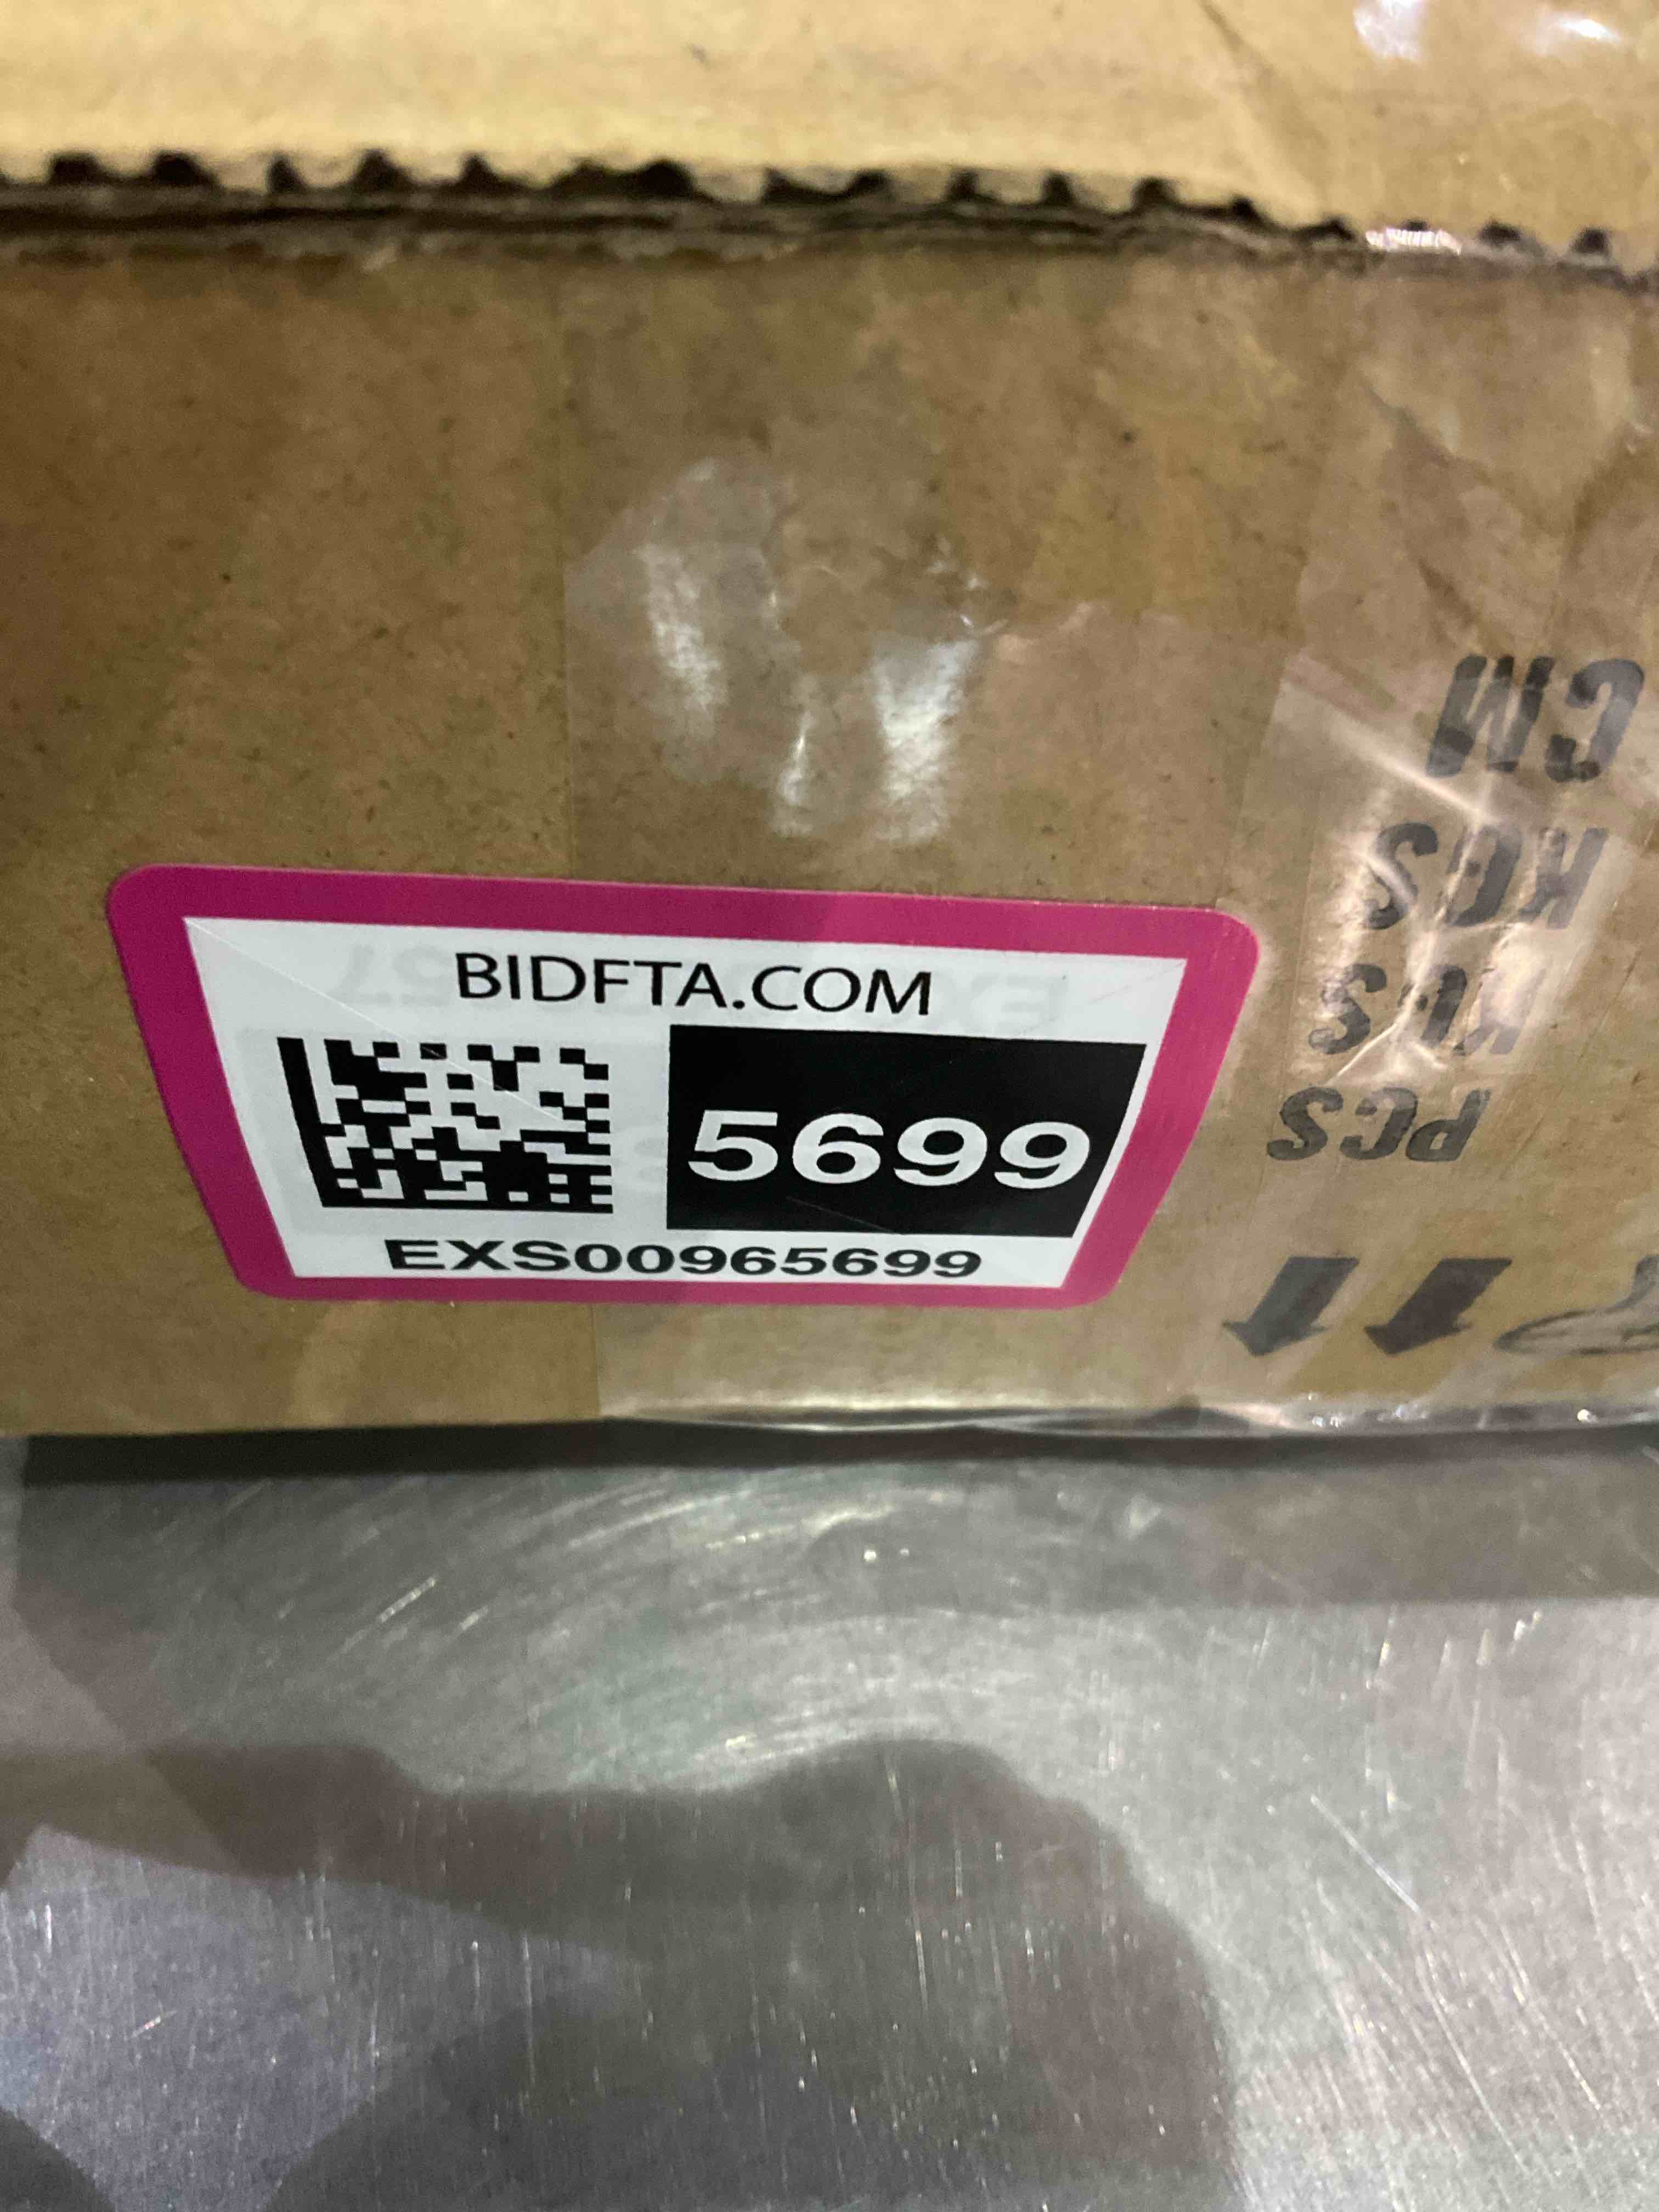 BIDFTA.COM
5699
EXS00965699
PCS
KGS
KGS
CM